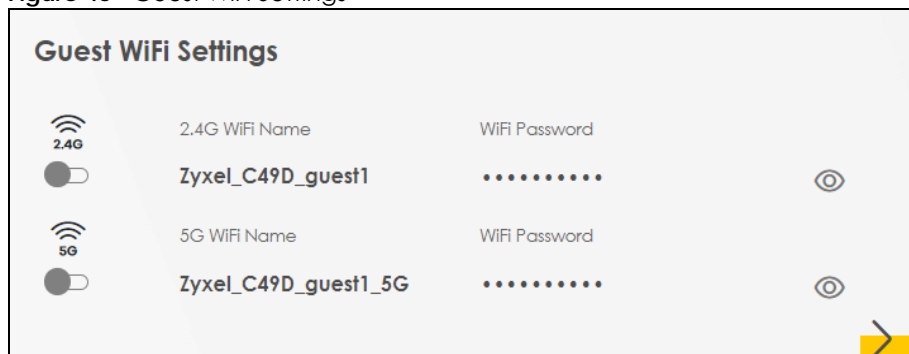 Guest WiFi Settings
2.4G WiFi Name WiFi Password
2.4G
Zyxel_C49D_guest1 ••••••••••
5G WiFi Name WiFi Password
5G
Zyxel_C49D_guest1_5G ••••••••••